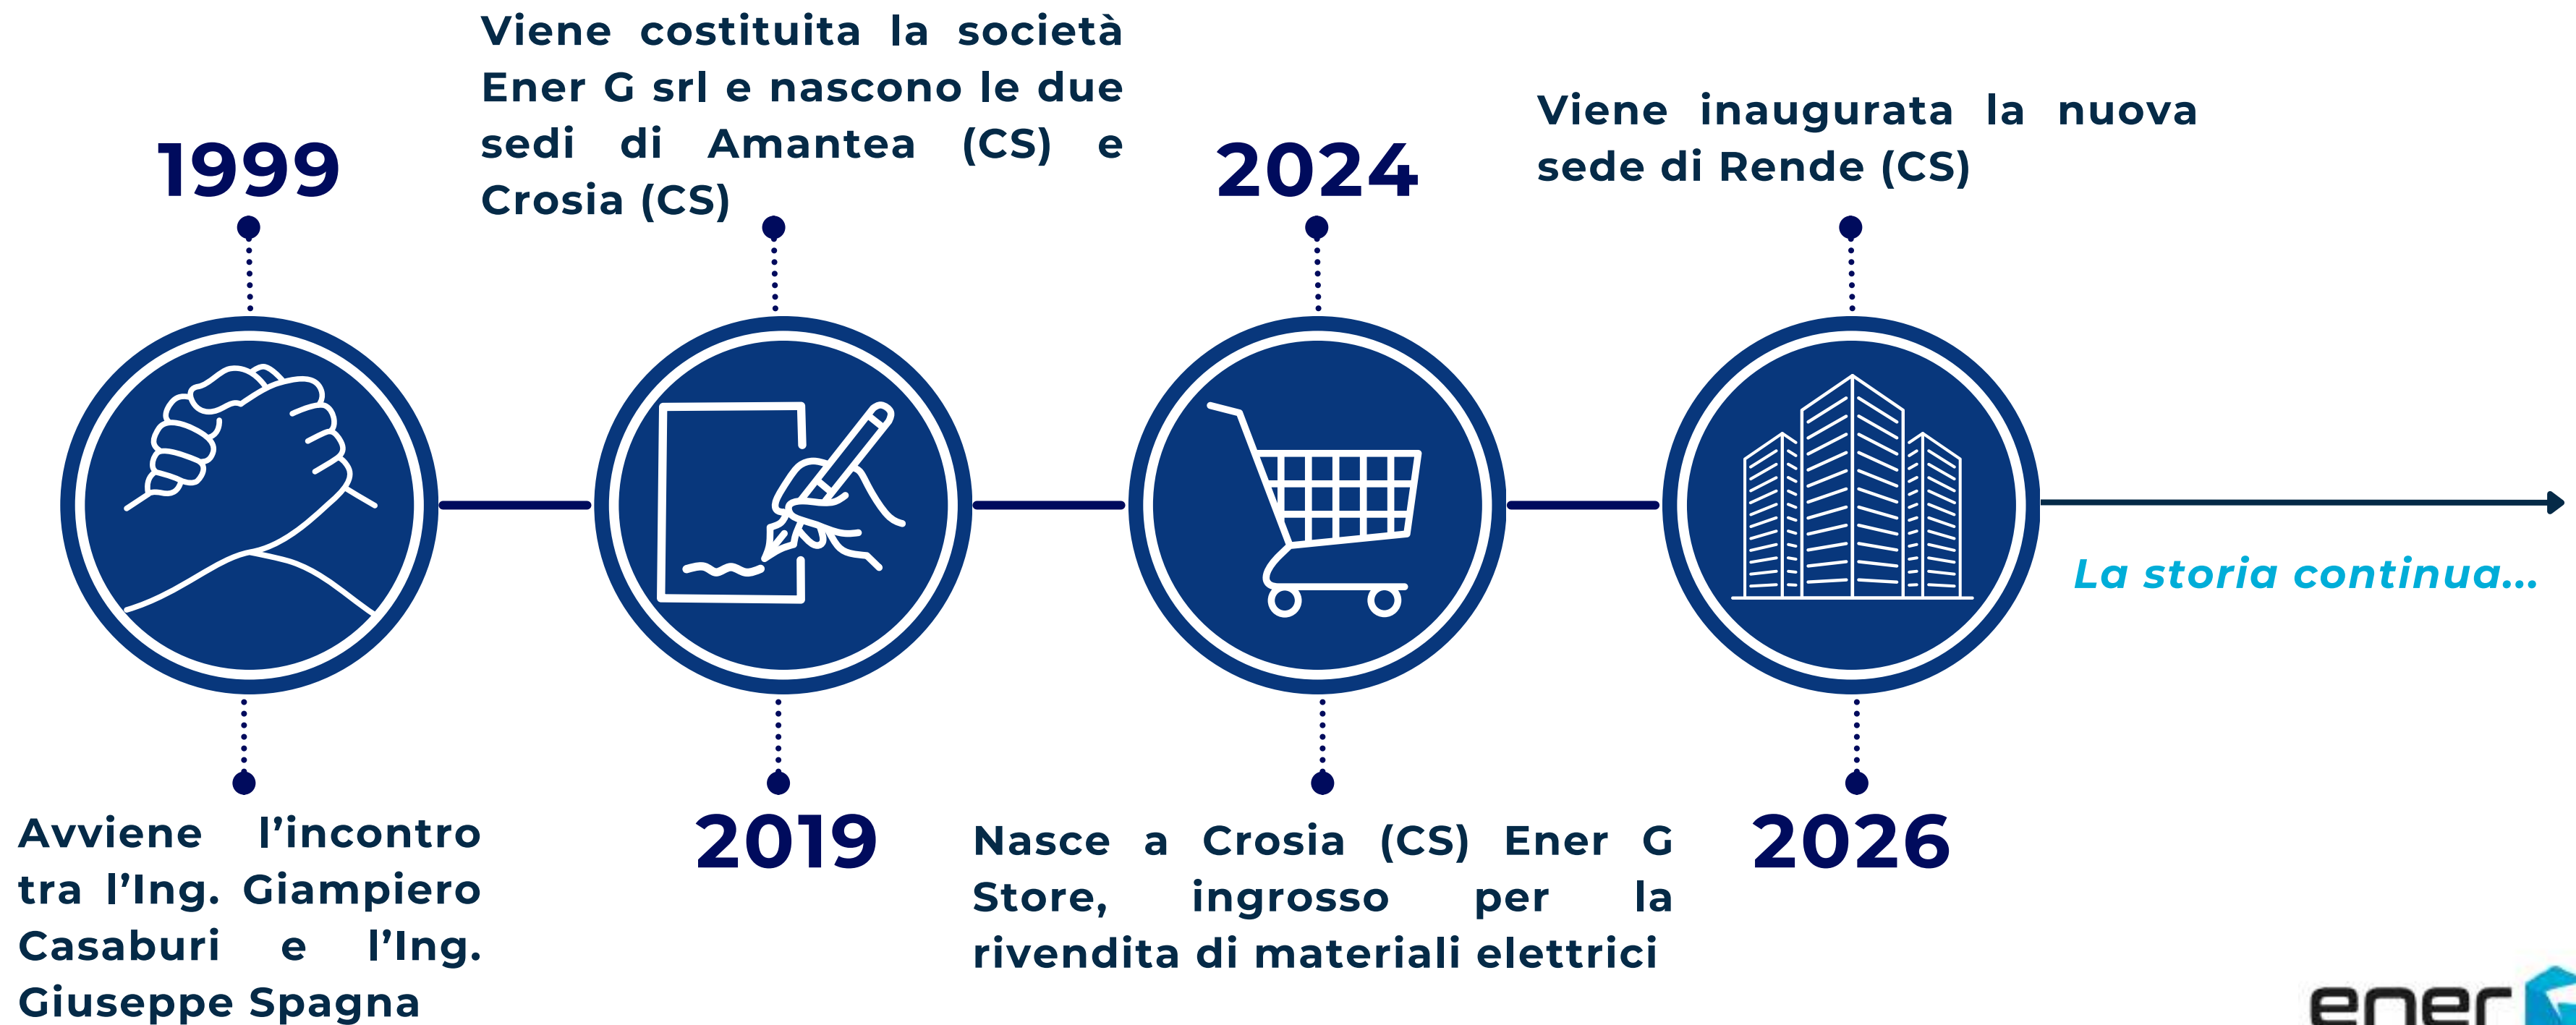 1999
Avviene l’incontro
tra l’Ing. Giampiero
Casaburi e l’Ing.
Giuseppe Spagna
Viene costituita la società
Ener G srl e nascono le due
sedi di Amantea (CS) e
Crosia (CS)
2019
2024
Nasce a Crosia (CS) Ener G
Store, ingrosso per la
rivendita di materiali elettrici
Viene inaugurata la nuova
sede di Rende (CS)
2026
La storia continua...
ener